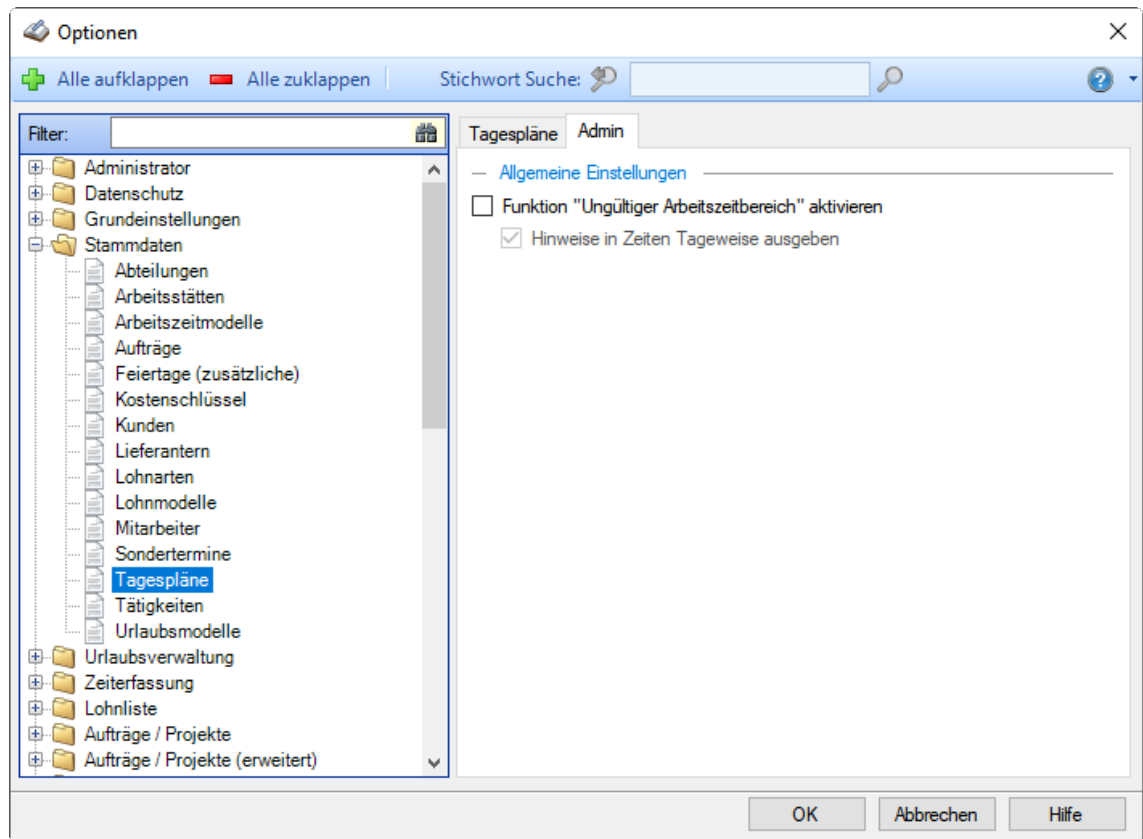 Optionen
Alle aufklappen Alle zuklappen Stichwort Suche:
Filter:
Administrator
Datenschutz
Grundeinstellungen
Stammdaten
Abteilungen
Arbeitsstätten
Arbeitszeitmodelle
Aufträge
Feiertage (zusätzliche)
Kostenschlüssel
Kunden
Lieferantern
Lohnarten
Lohnmodelle
Mitarbeiter
Sondertermine
Tagespläne
Tätigkeiten
Urlaubsmodelle
Urlaubsverwaltung
Zeiterfassung
Lohnliste
Aufträge / Projekte
Aufträge / Projekte (erweitert)
Tagespläne Admin
Allgemeine Einstellungen
Funktion "Ungültiger Arbeitszeitbereich" aktivieren
Hinweise in Zeiten Tageweise ausgeben
OK Abbrechen Hilfe